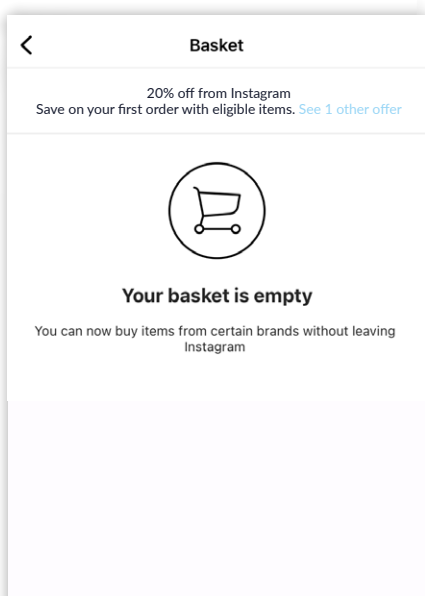 Basket
20% off from Instagram
Save on your first order with eligible items. See 1 other offer
Your basket is empty
You can now buy items from certain brands without leaving
Instagram